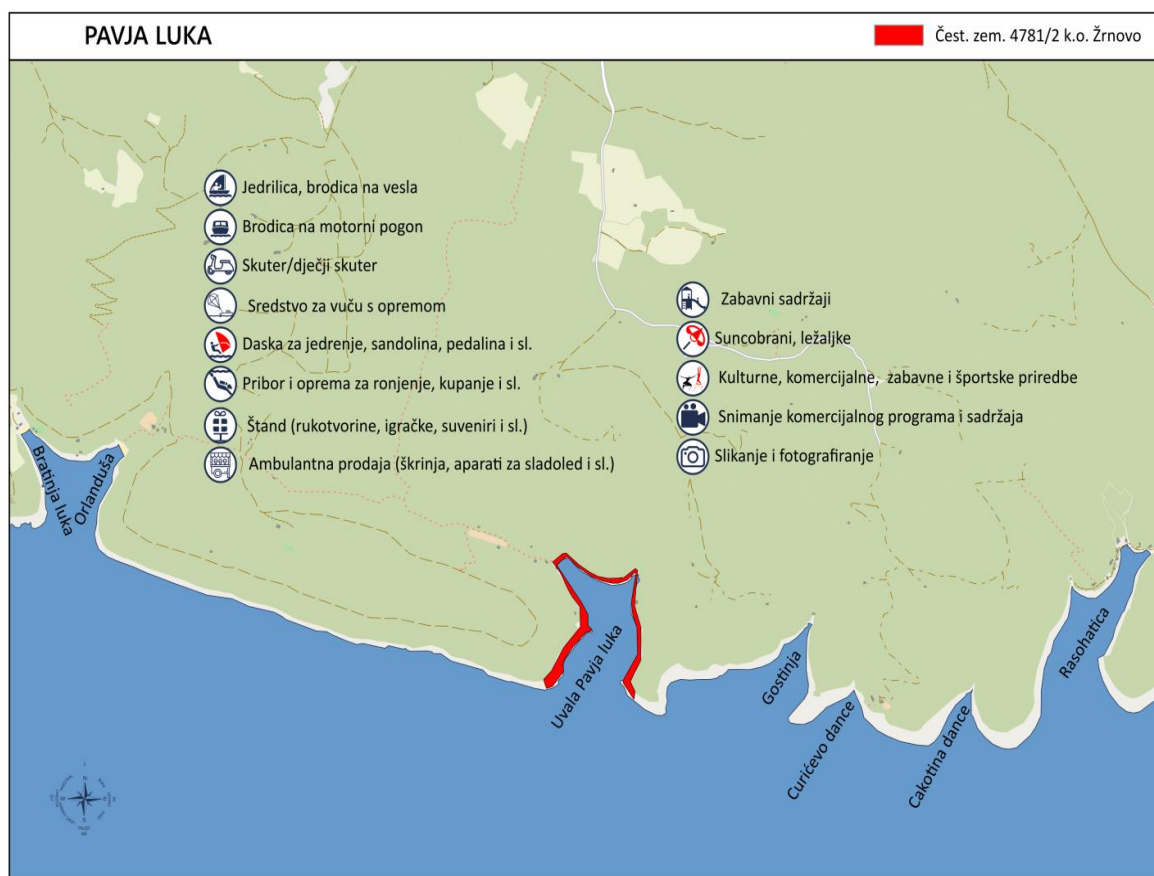 PAVJA LUKA
Čest. zem. 4781/2 k.o. Žrnovo
Jedrilica, brodica na vesla
Brodica na motorni pogon
Skuter/dječji skuter
Sredstvo za vuču s opremom
Daska za jedrenje, sandolina, pedalina i sl.
Pribor i oprema za ronjenje, kupanje i sl.
Štand (rukotvorine, igračke, suveniri i sl.)
Ambulantna prodaja (škrinja, aparati za sladoled i sl.)
Zabavni sadržaji
Suncobrani, ležaljke
Kulturne, komercijalne, zabavne i športske priredbe
Snimanje komercijalnog programa i sadržaja
Slikanje i fotografiranje
Bratinja luka
Orlanduša
Uvala Pavja luka
Gostinja
Curićevo dance
Cakotina dance
Rasohatica